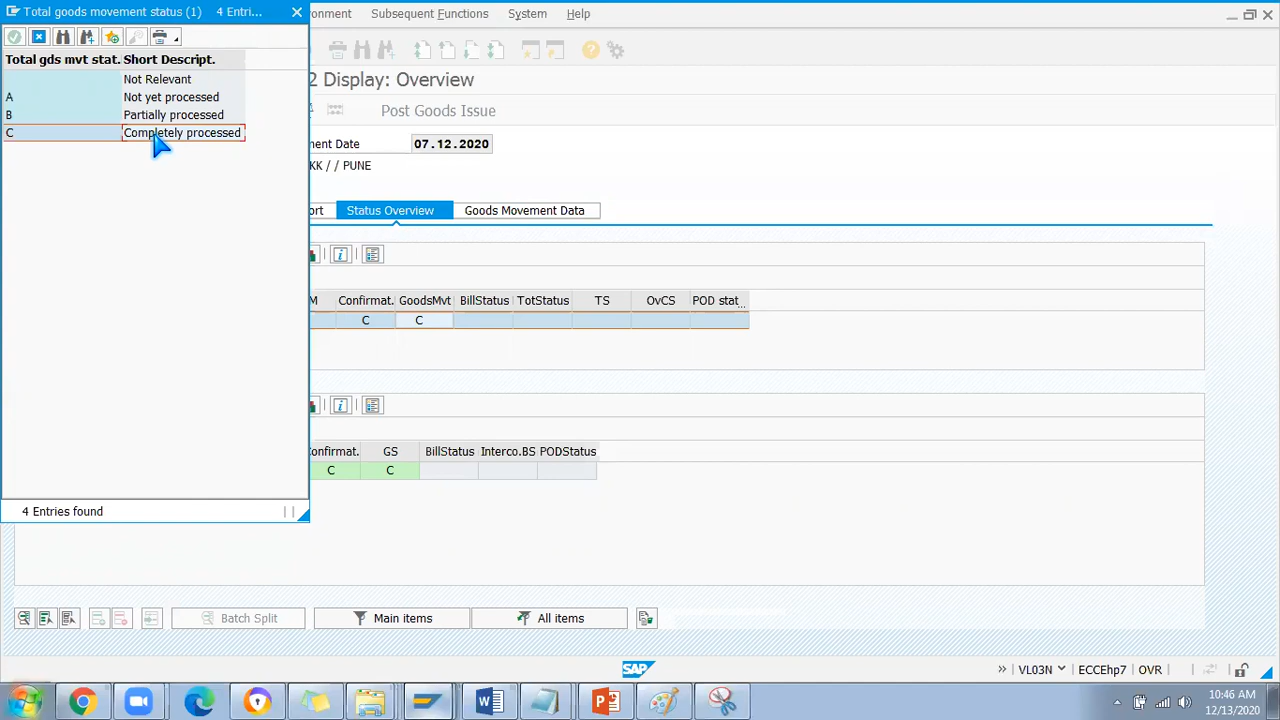 Total goods movement status (1) 4 Entri...
Total gds mvt stat. Short Descript.
Not Relevant
A Not yet processed
B Partially processed
C Completely processed
4 Entries found
ronment Subsequent Functions System Help
2 Display: Overview
Post Goods Issue
ment Date 07.12.2020
KK / / PUNE
ort Status Overview Goods Movement Data
M Confirmat. GoodsMvt BillStatus TotStatus TS OvCS POD stat...
C C
onfirmat. GS BillStatus Interco.BS PODStatus
C C
Batch Split Main items All items
SAP » VL03N ECCEhp7 OVR
10:46 AM
12/13/2020